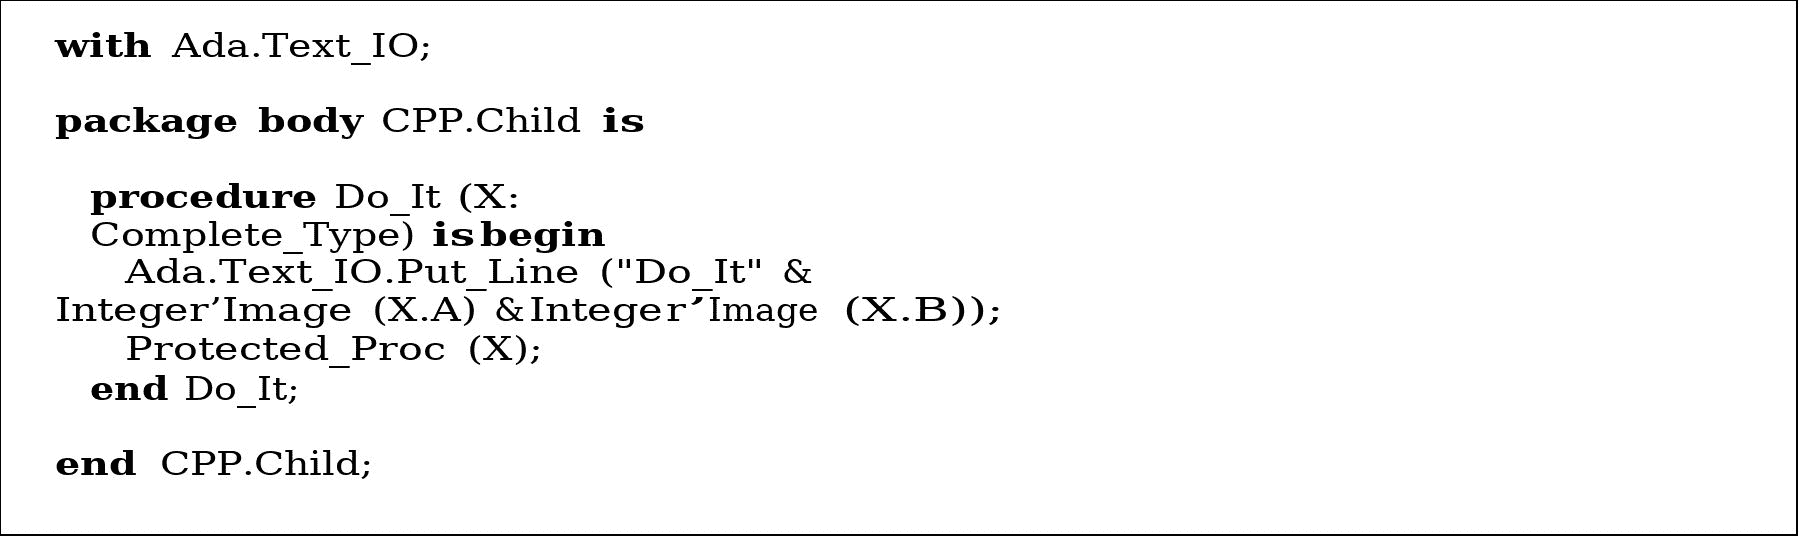 with Ada.Text_IO;
package body CPP.Child is
procedure Do_It (X:
Complete_Type) is begin
Ada.Text_IO.Put_Line ("Do_It" &
Integer’Image (X.A) &Integer’Image (X.B));
Protected_Proc (X);
end Do_It;
end CPP.Child;